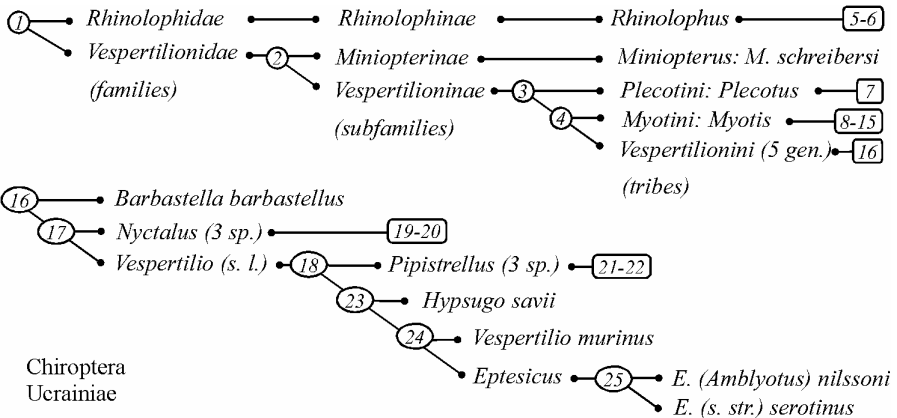 1 Rhinolophidae Rhinolophinae Rhinolophus 5-6
Vespertilionidae 2 Miniopterinae Miniopterus: M. schreibersi
(families) Vespertilioninae 3 Plecotini: Plecotus 7
(subfamilies) 4 Myotini: Myotis 8-15
Vespertilionini (5 gen.) 16
(tribes)
16 Barbastella barbastellus
17 Nyctalus (3 sp.) 19-20
Vespertilio (s. l.) 18 Pipistrellus (3 sp.) 21-22
23 Hypsugo savii
24 Vespertilio murinus
Chiroptera
Eptesicus 25 E. (Amblyotus) nilssoni
Ucrainiae
E. (s. str.) serotinus